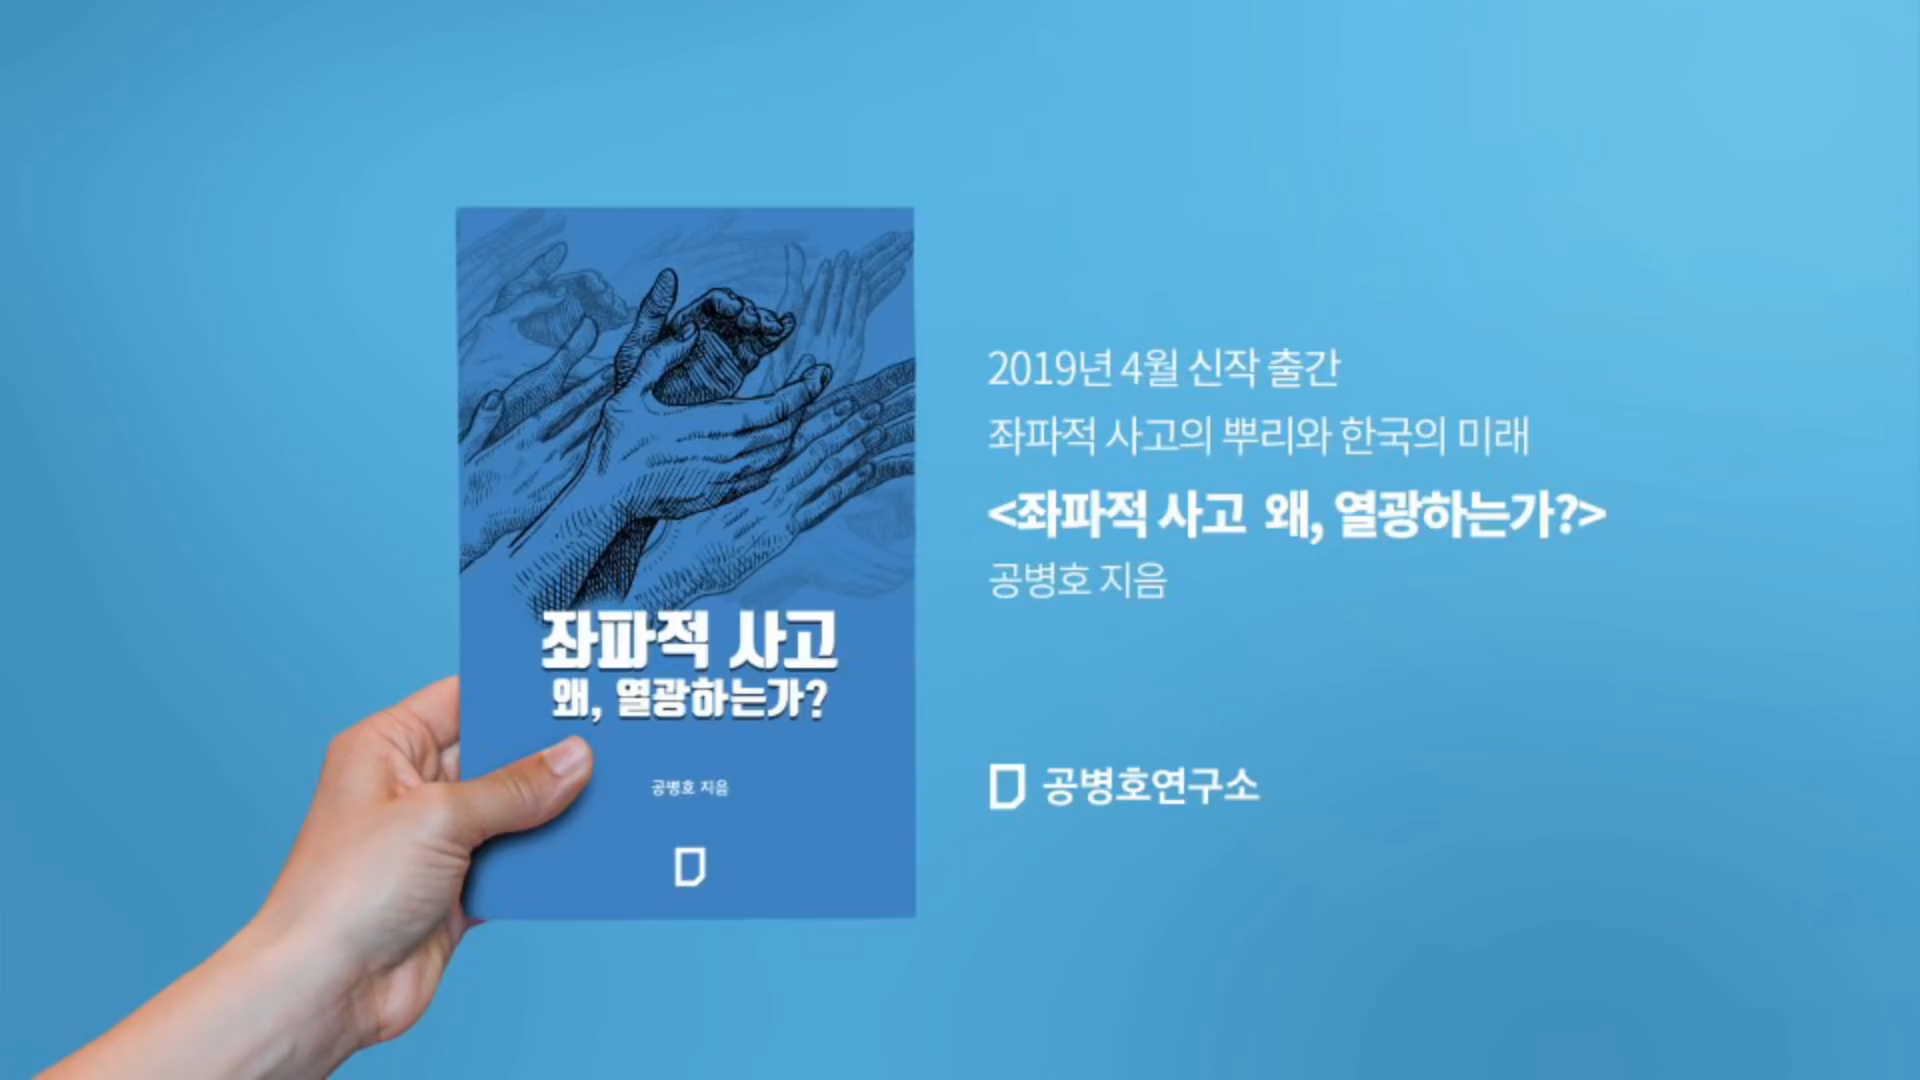 좌파적 사고
왜, 열광하는가?
공병호 지음
2019년 4월 신작 출간
좌파적 사고의 뿌리와 한국의 미래
<좌파적 사고 왜, 열광하는가?>
공병호 지음
공병호연구소